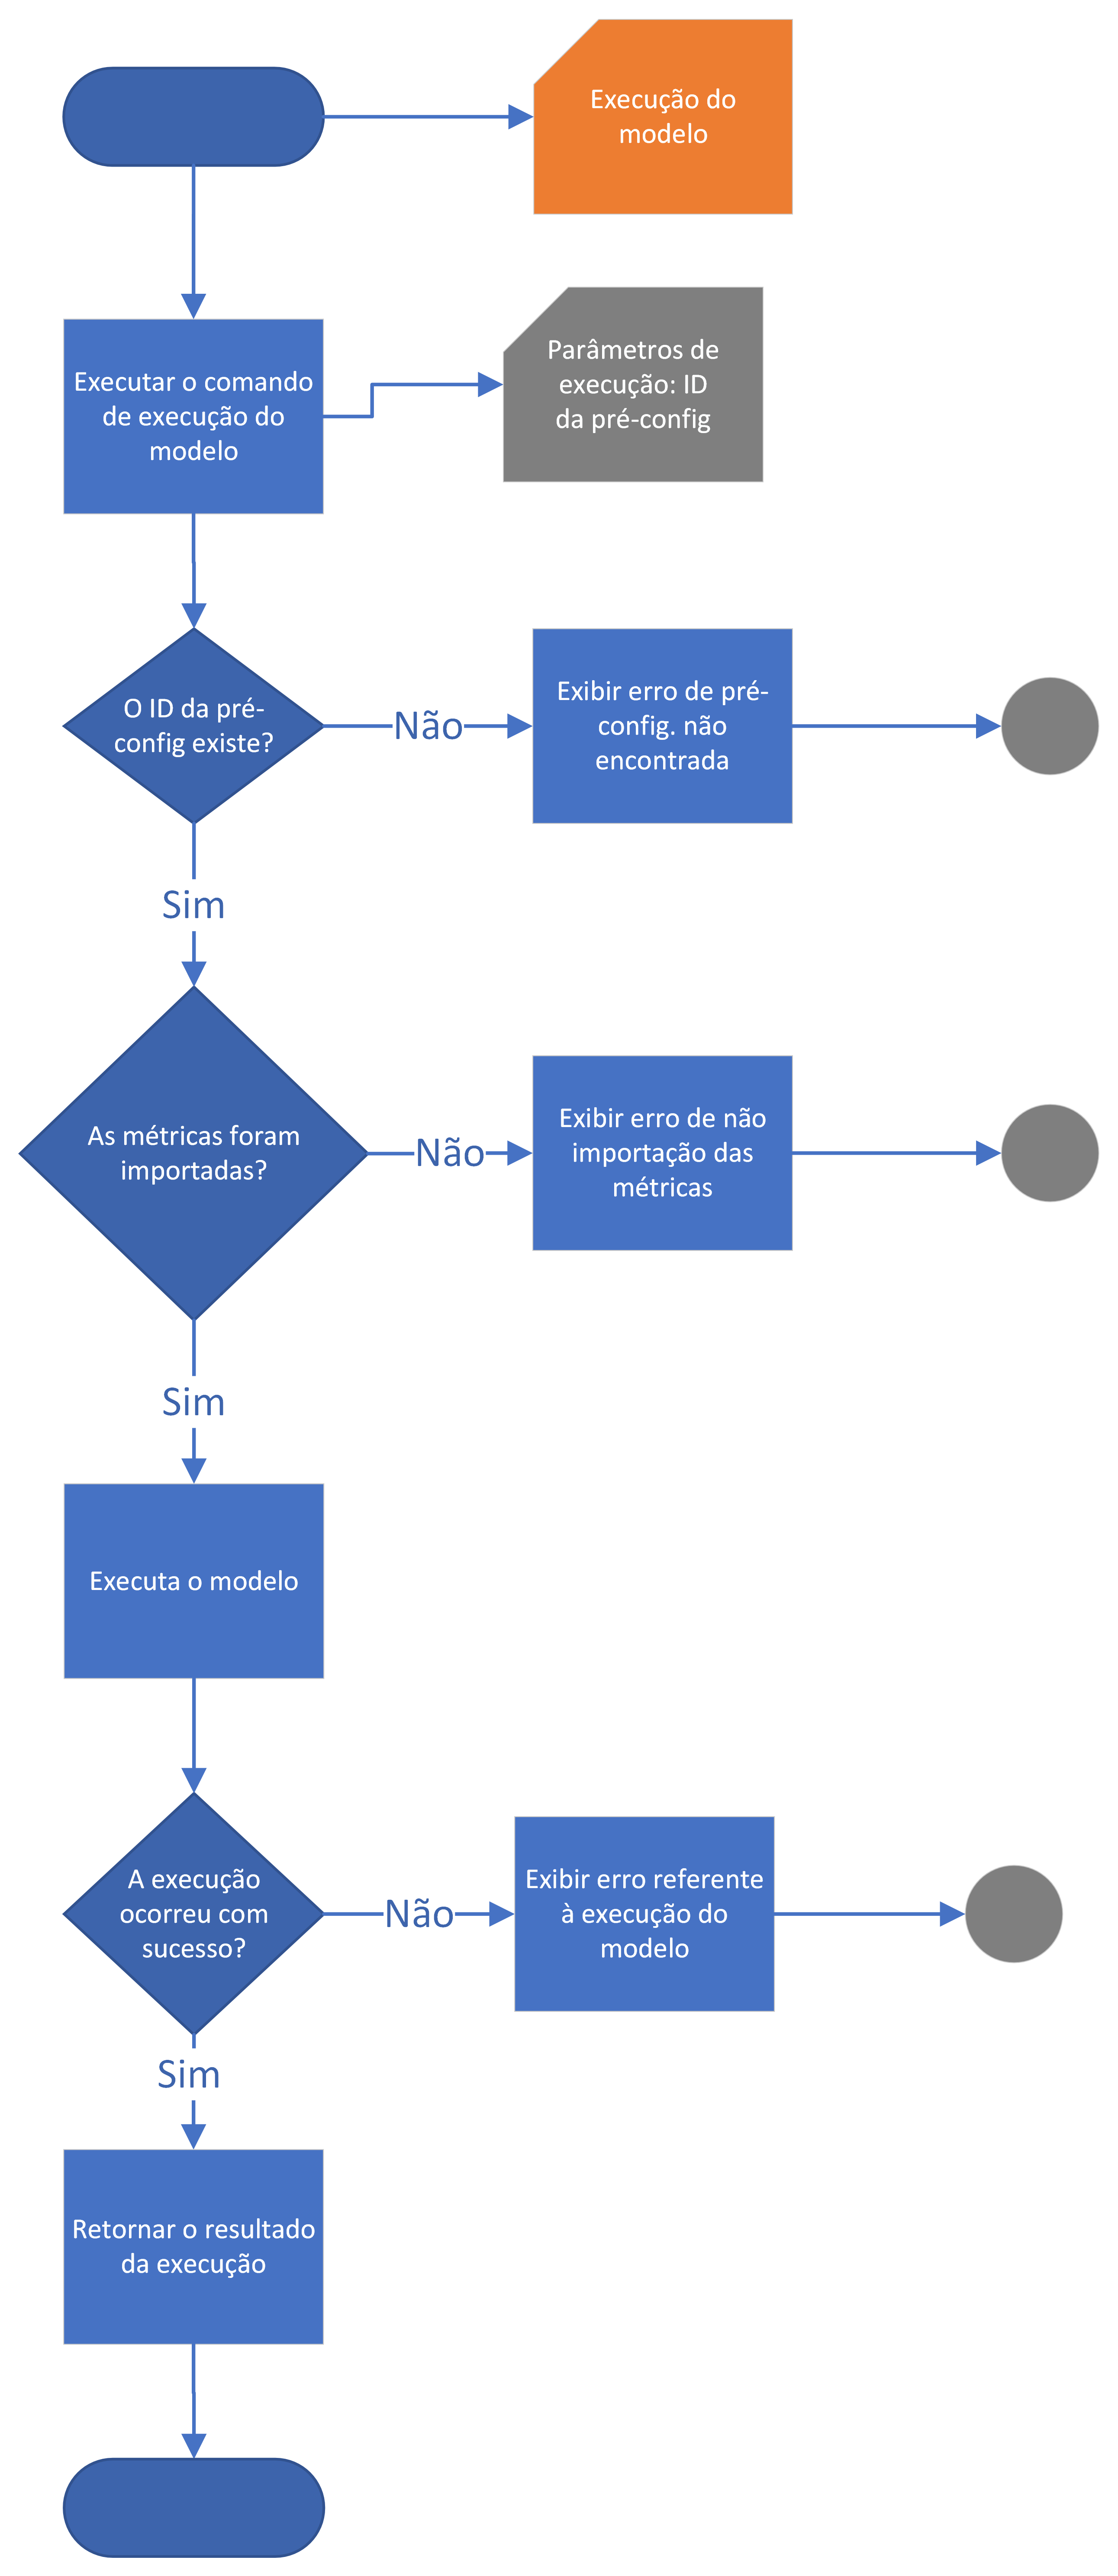 Execução do
modelo
Executar o comando
de execução do
modelo
Parâmetros de
execução: ID
da pré-config
O ID da pré-
config existe?
Não
Exibir erro de pré-
config. não
encontrada
Sim
As métricas foram
importadas?
Não
Exibir erro de não
importação das
métricas
Sim
Executa o modelo
A execução
ocorreu com
sucesso?
Não
Exibir erro referente
à execução do
modelo
Sim
Retornar o resultado
da execução